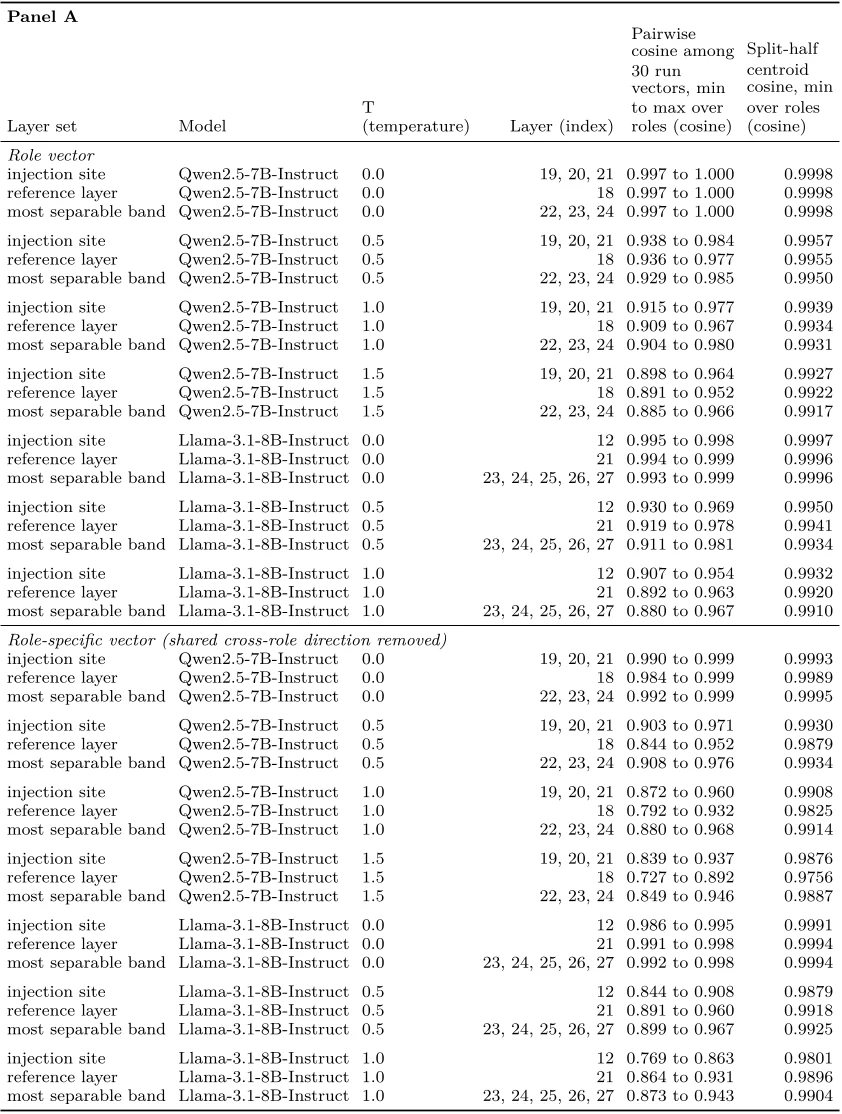 Panel A
Pairwise
cosine among Split-half
30 run centroid
vectors, min cosine, min
T to max over over roles
Layer set Model (temperature) Layer (index) roles (cosine) (cosine)
Role vector
injection site Qwen2.5-7B-Instruct 0.0 19, 20, 21 0.997 to 1.000 0.9998
reference layer Qwen2.5-7B-Instruct 0.0 18 0.997 to 1.000 0.9998
most separable band Qwen2.5-7B-Instruct 0.0 22, 23, 24 0.997 to 1.000 0.9998
injection site Qwen2.5-7B-Instruct 0.5 19, 20, 21 0.938 to 0.984 0.9957
reference layer Qwen2.5-7B-Instruct 0.5 18 0.936 to 0.977 0.9955
most separable band Qwen2.5-7B-Instruct 0.5 22, 23, 24 0.929 to 0.985 0.9950
injection site Qwen2.5-7B-Instruct 1.0 19, 20, 21 0.915 to 0.977 0.9939
reference layer Qwen2.5-7B-Instruct 1.0 18 0.909 to 0.967 0.9934
most separable band Qwen2.5-7B-Instruct 1.0 22, 23, 24 0.904 to 0.980 0.9931
injection site Qwen2.5-7B-Instruct 1.5 19, 20, 21 0.898 to 0.964 0.9927
reference layer Qwen2.5-7B-Instruct 1.5 18 0.891 to 0.952 0.9922
most separable band Qwen2.5-7B-Instruct 1.5 22, 23, 24 0.885 to 0.966 0.9917
injection site Llama-3.1-8B-Instruct 0.0 12 0.995 to 0.998 0.9997
reference layer Llama-3.1-8B-Instruct 0.0 21 0.994 to 0.999 0.9996
most separable band Llama-3.1-8B-Instruct 0.0 23, 24, 25, 26, 27 0.993 to 0.999 0.9996
injection site Llama-3.1-8B-Instruct 0.5 12 0.930 to 0.969 0.9950
reference layer Llama-3.1-8B-Instruct 0.5 21 0.919 to 0.978 0.9941
most separable band Llama-3.1-8B-Instruct 0.5 23, 24, 25, 26, 27 0.911 to 0.981 0.9934
injection site Llama-3.1-8B-Instruct 1.0 12 0.907 to 0.954 0.9932
reference layer Llama-3.1-8B-Instruct 1.0 21 0.892 to 0.963 0.9920
most separable band Llama-3.1-8B-Instruct 1.0 23, 24, 25, 26, 27 0.880 to 0.967 0.9910
Role-specific vector (shared cross-role direction removed)
injection site Qwen2.5-7B-Instruct 0.0 19, 20, 21 0.990 to 0.999 0.9993
reference layer Qwen2.5-7B-Instruct 0.0 18 0.984 to 0.999 0.9989
most separable band Qwen2.5-7B-Instruct 0.0 22, 23, 24 0.992 to 0.999 0.9995
injection site Qwen2.5-7B-Instruct 0.5 19, 20, 21 0.903 to 0.971 0.9930
reference layer Qwen2.5-7B-Instruct 0.5 18 0.844 to 0.952 0.9879
most separable band Qwen2.5-7B-Instruct 0.5 22, 23, 24 0.908 to 0.976 0.9934
injection site Qwen2.5-7B-Instruct 1.0 19, 20, 21 0.872 to 0.960 0.9908
reference layer Qwen2.5-7B-Instruct 1.0 18 0.792 to 0.932 0.9825
most separable band Qwen2.5-7B-Instruct 1.0 22, 23, 24 0.880 to 0.968 0.9914
injection site Qwen2.5-7B-Instruct 1.5 19, 20, 21 0.839 to 0.937 0.9876
reference layer Qwen2.5-7B-Instruct 1.5 18 0.727 to 0.892 0.9756
most separable band Qwen2.5-7B-Instruct 1.5 22, 23, 24 0.849 to 0.946 0.9887
injection site Llama-3.1-8B-Instruct 0.0 12 0.986 to 0.995 0.9991
reference layer Llama-3.1-8B-Instruct 0.0 21 0.991 to 0.998 0.9994
most separable band Llama-3.1-8B-Instruct 0.0 23, 24, 25, 26, 27 0.992 to 0.998 0.9994
injection site Llama-3.1-8B-Instruct 0.5 12 0.844 to 0.908 0.9879
reference layer Llama-3.1-8B-Instruct 0.5 21 0.891 to 0.960 0.9918
most separable band Llama-3.1-8B-Instruct 0.5 23, 24, 25, 26, 27 0.899 to 0.967 0.9925
injection site Llama-3.1-8B-Instruct 1.0 12 0.769 to 0.863 0.9801
reference layer Llama-3.1-8B-Instruct 1.0 21 0.864 to 0.931 0.9896
most separable band Llama-3.1-8B-Instruct 1.0 23, 24, 25, 26, 27 0.873 to 0.943 0.9904